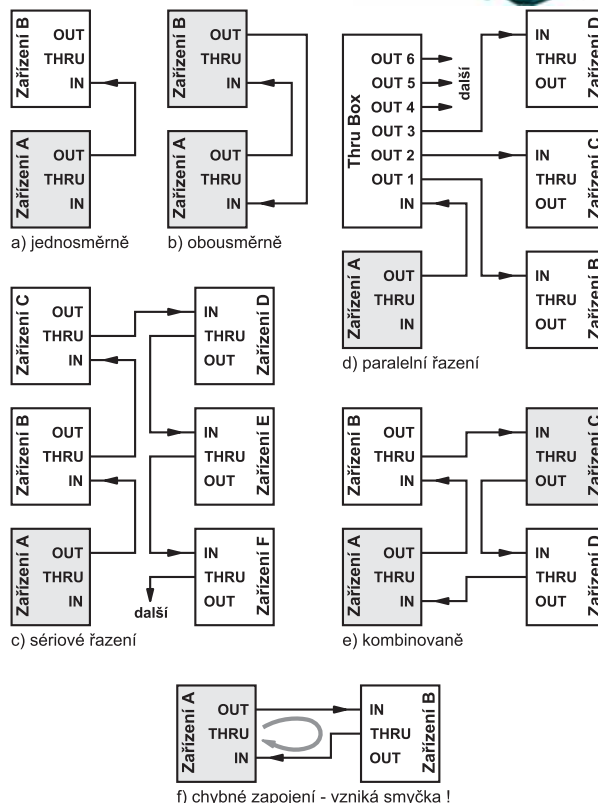 Zařízení B
OUT
THRU
IN
Zařízení A
OUT
THRU
IN
a) jednosměrně
Zařízení B
OUT
THRU
IN
Zařízení A
OUT
THRU
IN
b) obousměrně
Thru Box
OUT 6
OUT 5
OUT 4
OUT 3
OUT 2
OUT 1
IN
další
Zařízení D
IN
THRU
OUT
Zařízení C
IN
THRU
OUT
Zařízení B
IN
THRU
OUT
Zařízení A
OUT
THRU
IN
d) paralelní řazení
Zařízení C
OUT
THRU
IN
Zařízení B
OUT
THRU
IN
Zařízení A
OUT
THRU
IN
Zařízení D
IN
THRU
OUT
Zařízení E
IN
THRU
OUT
Zařízení F
IN
THRU
OUT
další
c) sériové řazení
Zařízení B
OUT
THRU
IN
Zařízení A
OUT
THRU
IN
Zařízení C
IN
THRU
OUT
Zařízení D
IN
THRU
OUT
e) kombinovaně
Zařízení A
OUT
THRU
IN
Zařízení B
IN
THRU
OUT
f) chybné zapojení - vzniká smyčka !